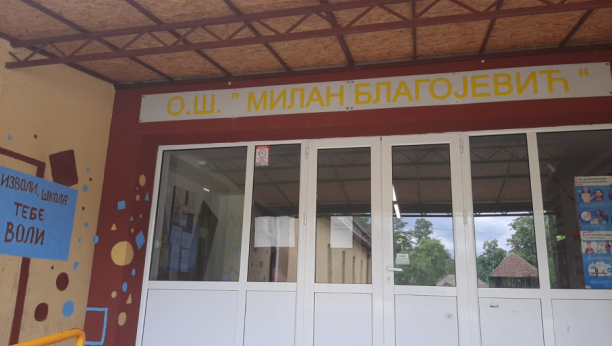 О.Ш. " МИЛАН БЛАГОЈЕВИЋ "
ИЗВОЛИ, ШКОЛА
ТЕБЕ
ВОЛИ